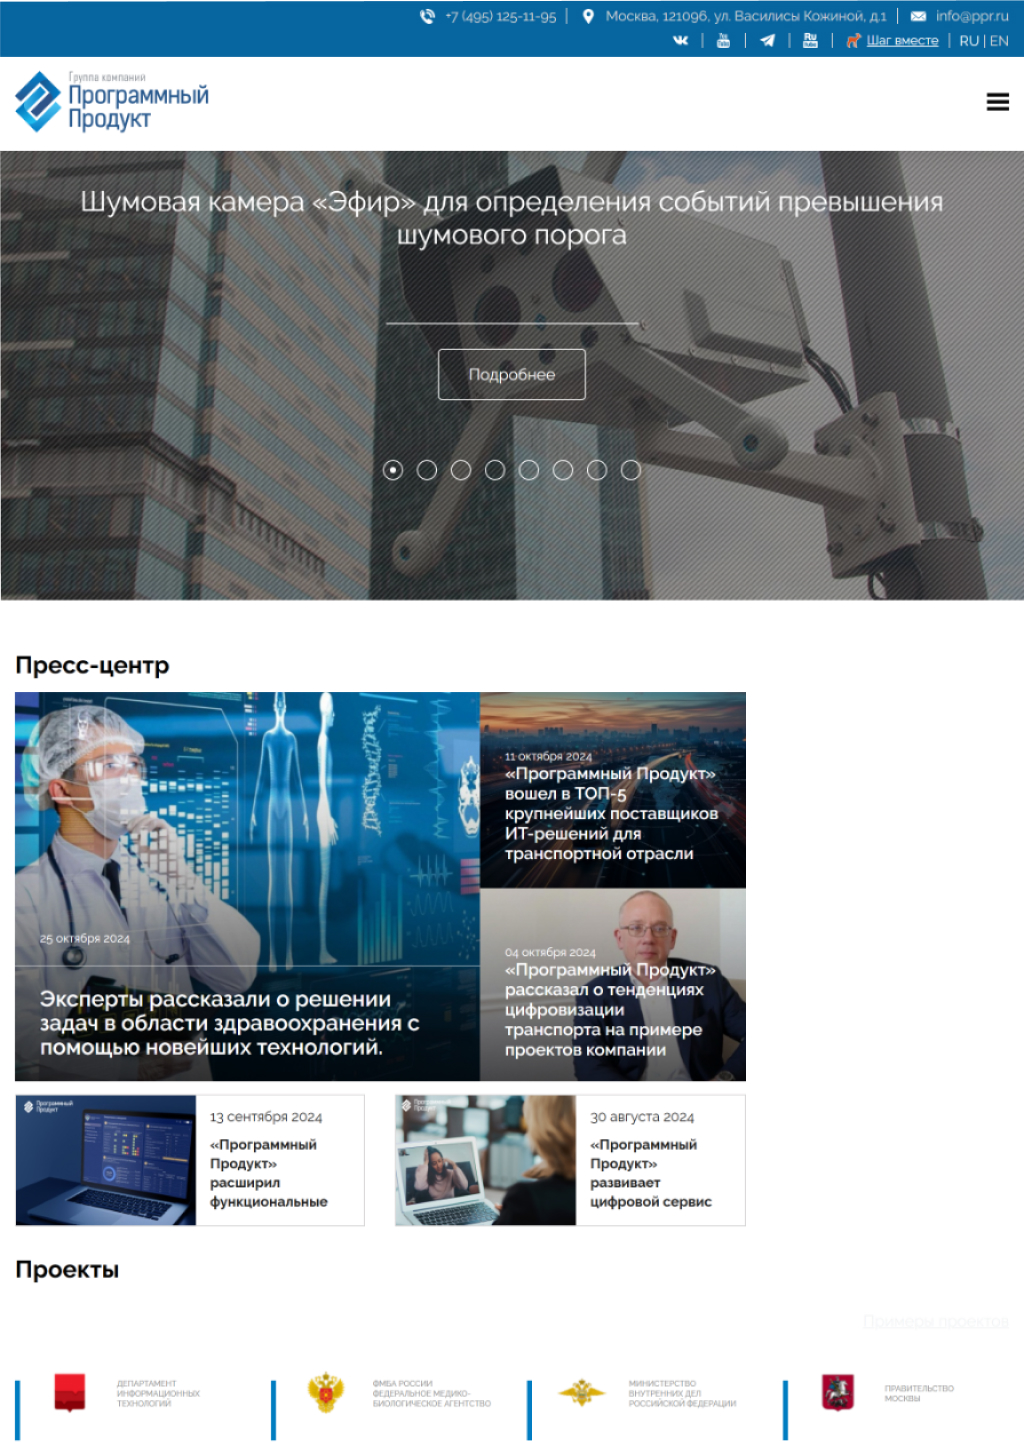 +7 (495) 125-11-95 | Москва, 121096, ул. Василисы Кожиной, д.1 | info@ppr.ru
Шаг вместе | RU | EN
Группа компаний
Программный
Продукт
Шумовая камера «Эфир» для определения событий превышения
шумового порога
Подробнее
Пресс-центр
25 октября 2024
Эксперты рассказали о решении
задач в области здравоохранения с
помощью новейших технологий.
11 октября 2024
«Программный Продукт»
вошел в ТОП-5
крупнейших поставщиков
ИТ-решений для
транспортной отрасли
04 октября 2024
«Программный Продукт»
рассказал о тенденциях
цифровизации
транспорта на примере
проектов компании
Программный
Продукт
13 сентября 2024
«Программный
Продукт»
расширил
функциональные
Программный
Продукт
30 августа 2024
«Программный
Продукт»
развивает
цифровой сервис
Проекты
Примеры проектов
ДЕПАРТАМЕНТ
ИНФОРМАЦИОННЫХ
ТЕХНОЛОГИЙ
ФМБА РОССИИ
ФЕДЕРАЛЬНОЕ МЕДИКО-
БИОЛОГИЧЕСКОЕ АГЕНТСТВО
МИНИСТЕРСТВО
ВНУТРЕННИХ ДЕЛ
РОССИЙСКОЙ ФЕДЕРАЦИИ
ПРАВИТЕЛЬСТВО
МОСКВЫ